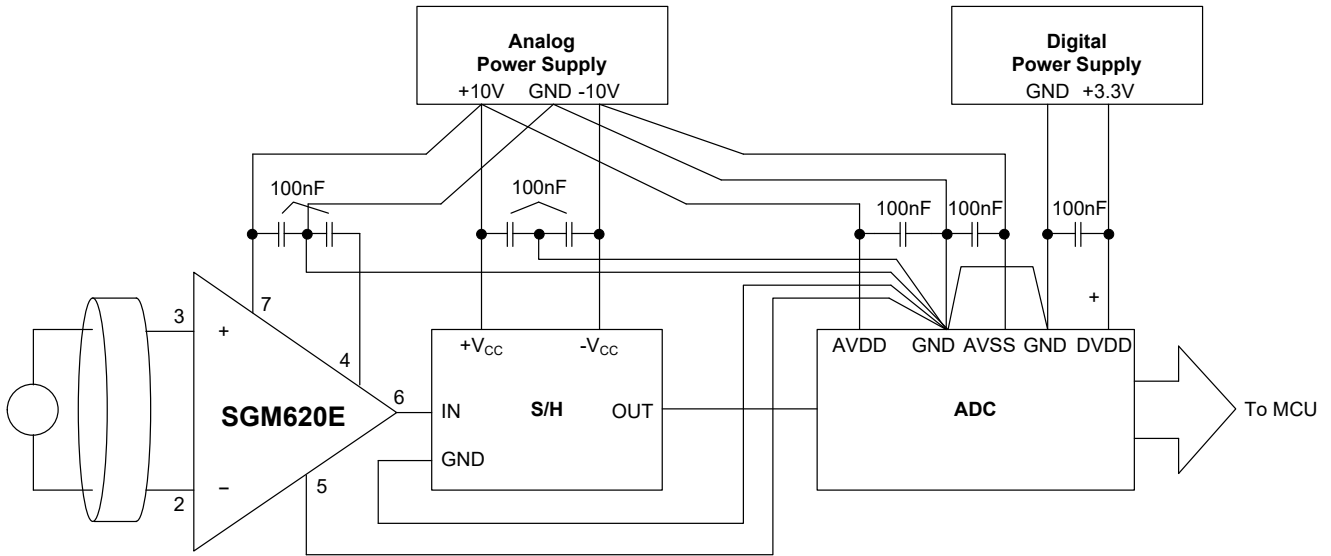 Analog
Power Supply
+10V GND -10V
Digital
Power Supply
GND +3.3V
100nF
100nF
100nF
100nF
100nF
+
3
+
7
4
SGM620E
6
2
−
5
+VCC
-VCC
IN
S/H
OUT
GND
AVDD
GND
AVSS
GND
DVDD
ADC
To MCU